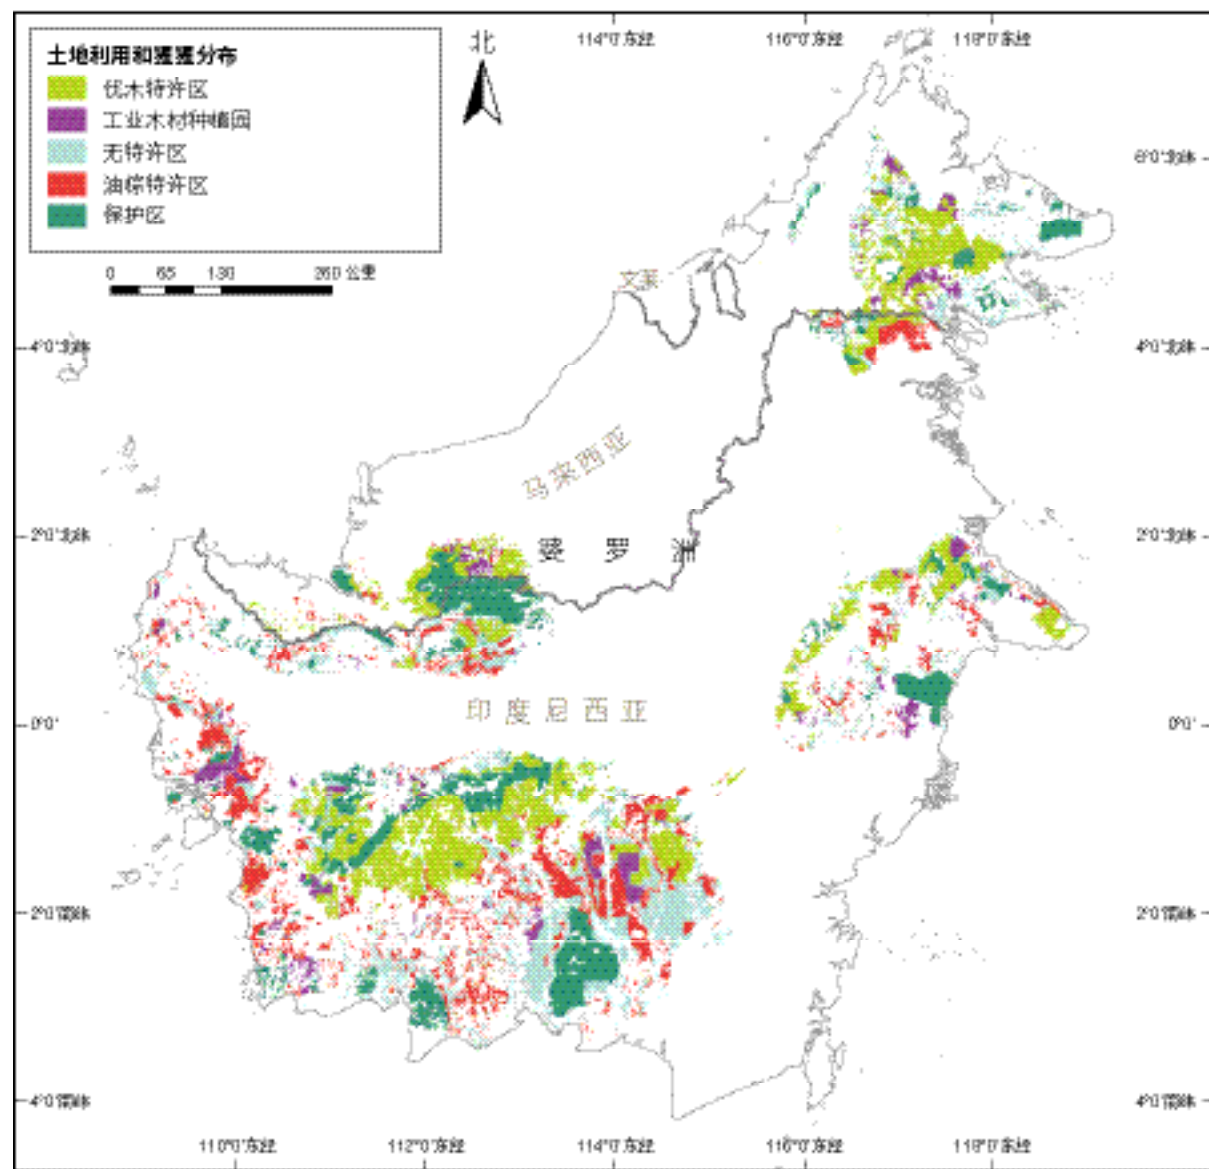 土地利用和猩猩分布
伐木特许区
工业木材种植园
无特许区
油棕特许区
保护区
0 65 130 260 公里
北
114°0'东经 116°0'东经 118°0'东经
6°0'北纬
文莱
4°0'北纬 4°0'北纬
马来西亚
2°0'北纬 2°0'北纬
婆罗洲
印度尼西亚
0°0' 0°0'
2°0'南纬 2°0'南纬
4°0'南纬 4°0'南纬
110°0'东经 112°0'东经 114°0'东经 116°0'东经 118°0'东经